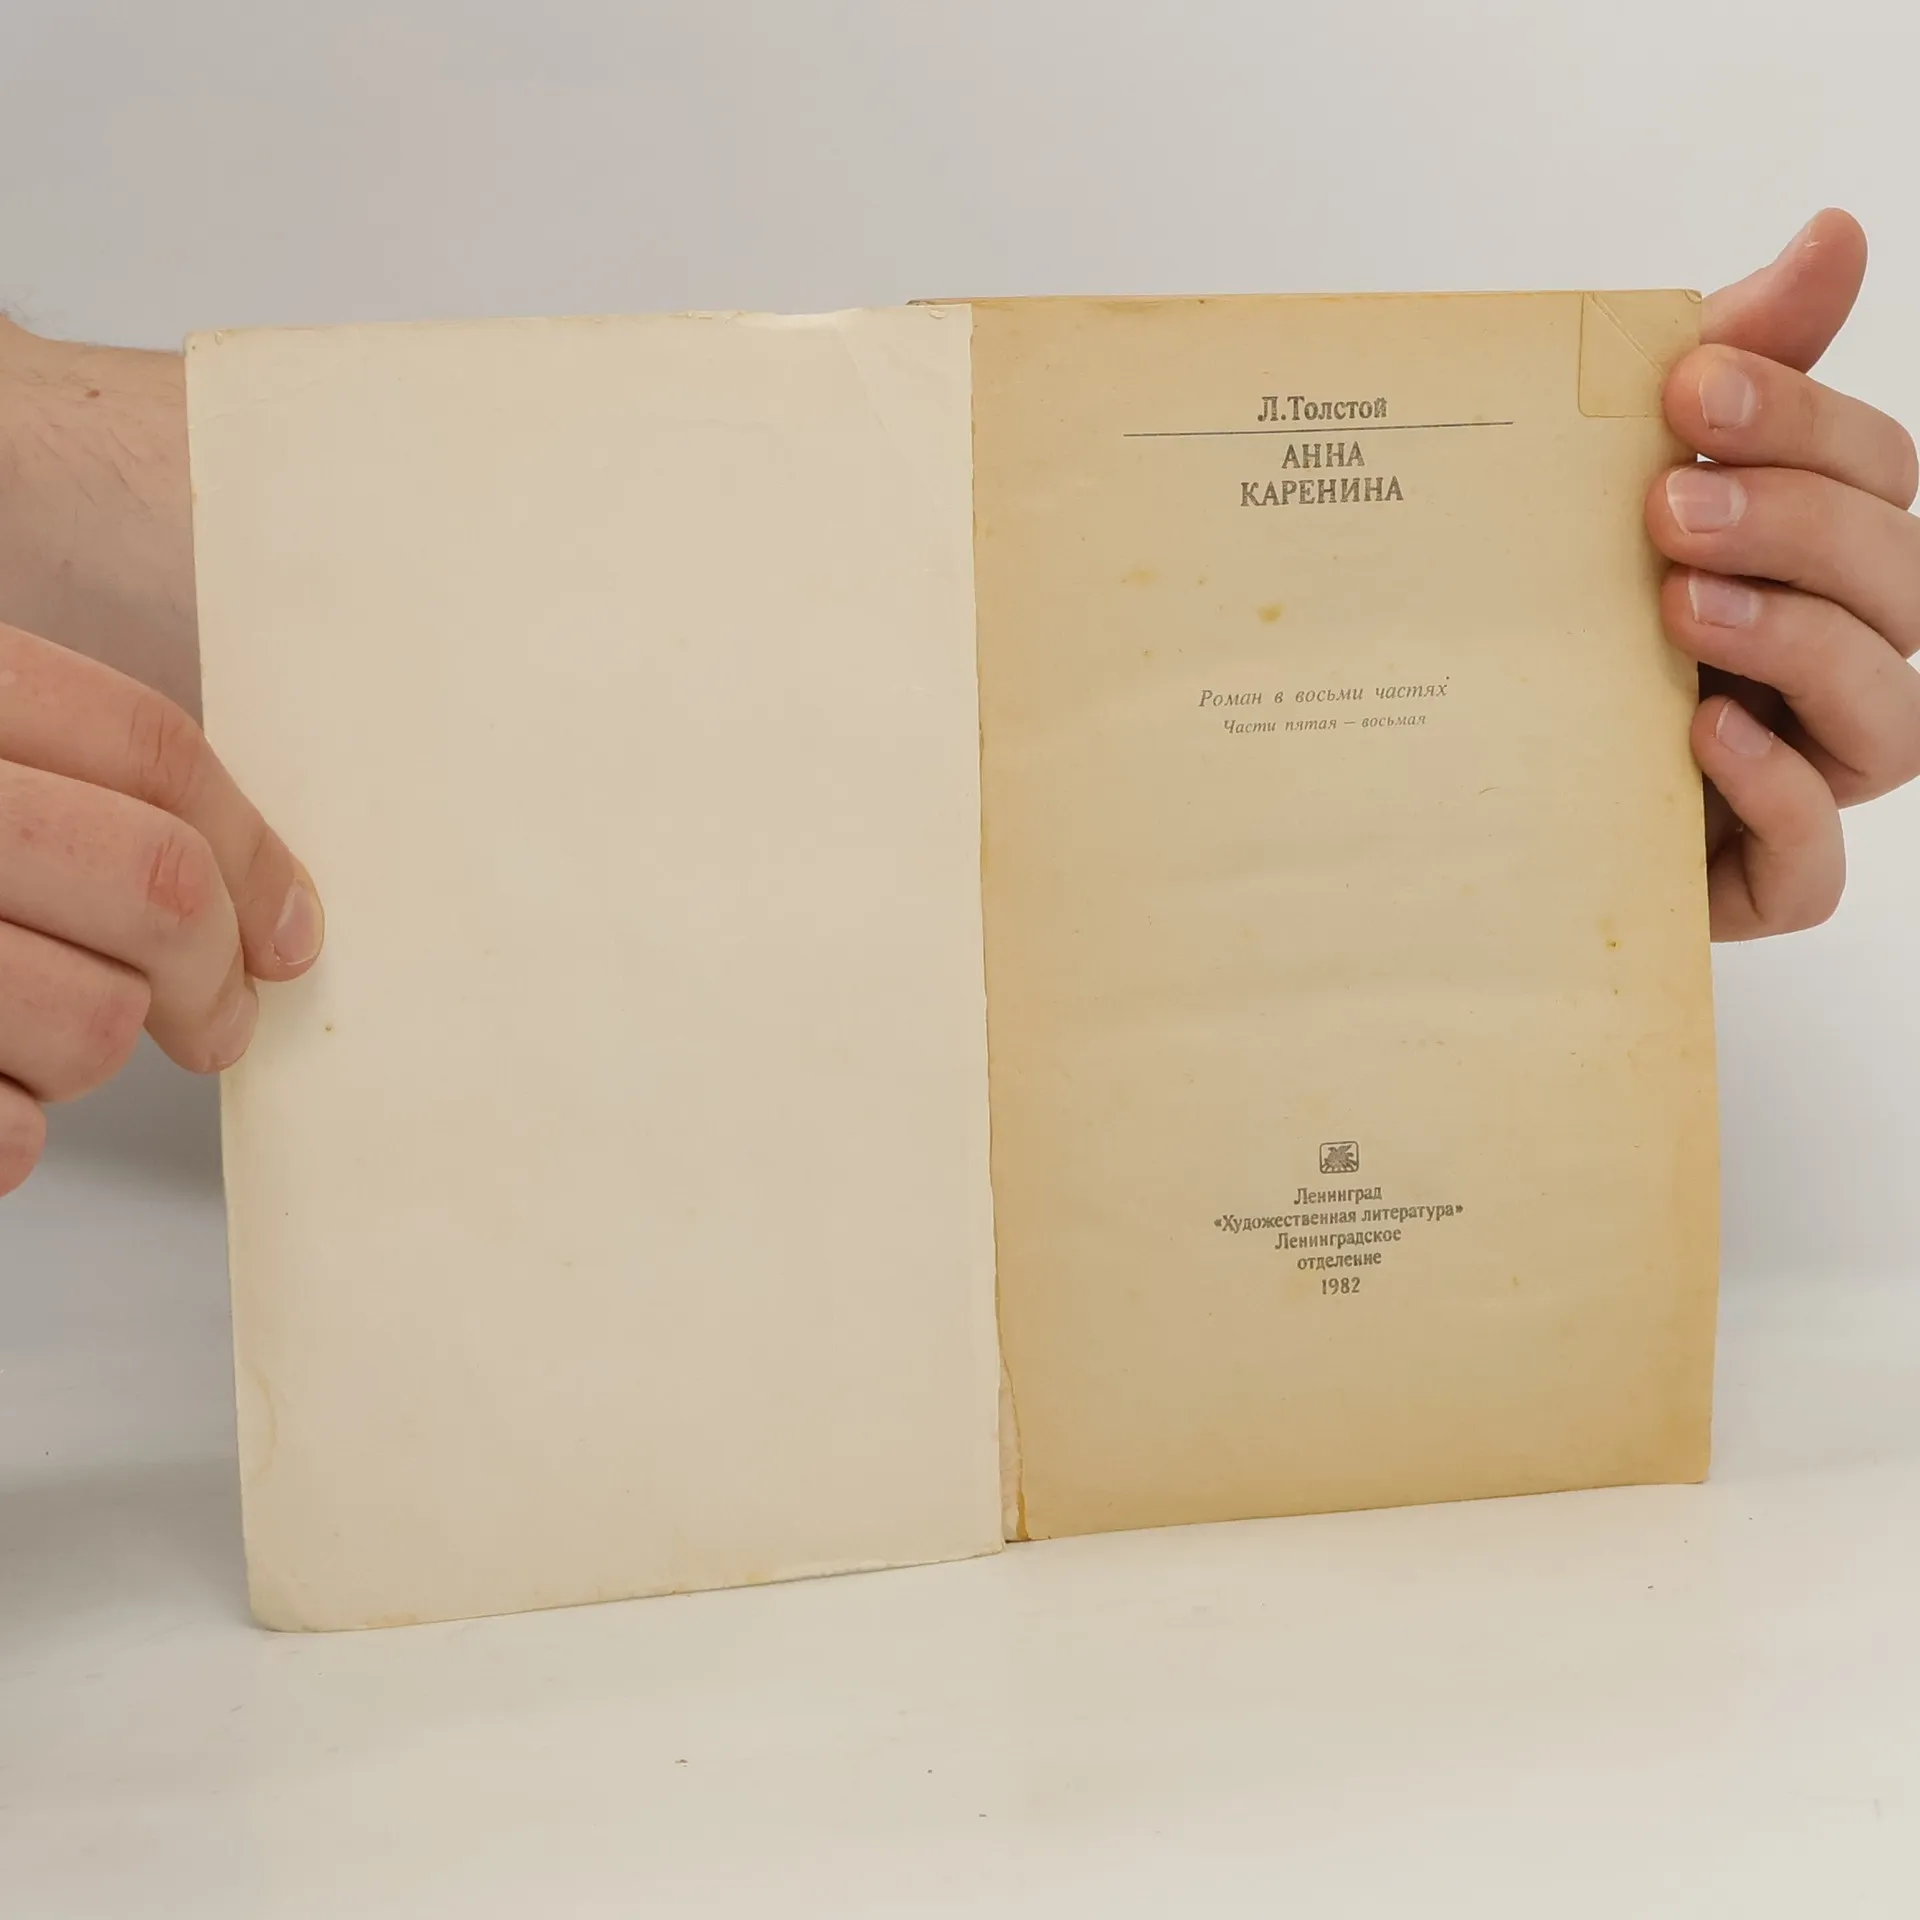 Л.Толстой
АННА
КАРЕНИНА
Роман в восьми частях
Части пятая — восьмая
Ленинград
«Художественная литература»
Ленинградское
отделение
1982